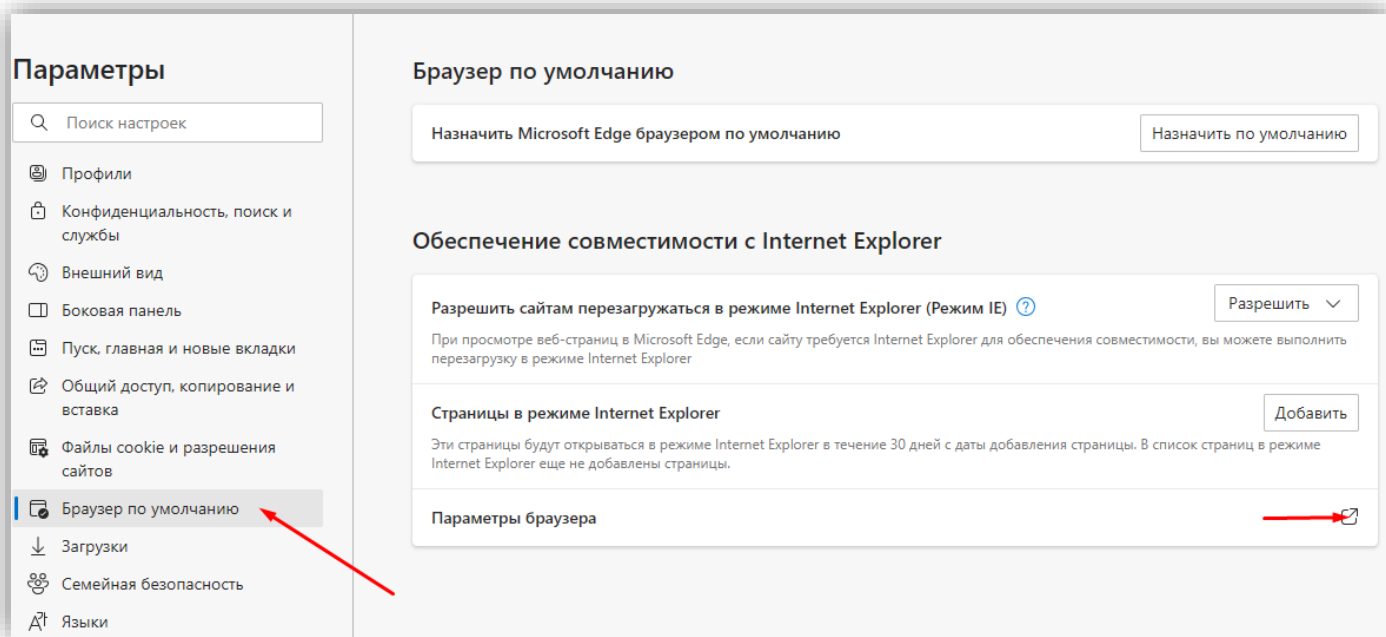 Параметры
Поиск настроек
Профили
Конфиденциальность, поиск и
службы
Внешний вид
Боковая панель
Пуск, главная и новые вкладки
Общий доступ, копирование и
вставка
Файлы cookie и разрешения
сайтов
Браузер по умолчанию
Загрузки
Семейная безопасность
Языки
Браузер по умолчанию
Назначить Microsoft Edge браузером по умолчанию
Назначить по умолчанию
Обеспечение совместимости с Internet Explorer
Разрешить сайтам перезагружаться в режиме Internet Explorer (Режим IE)
Разрешить
При просмотре веб-страниц в Microsoft Edge, если сайту требуется Internet Explorer для обеспечения совместимости, вы можете выполнить
перезагрузку в режиме Internet Explorer
Страницы в режиме Internet Explorer
Добавить
Эти страницы будут открываться в режиме Internet Explorer в течение 30 дней с даты добавления страницы. В список страниц в режиме
Internet Explorer еще не добавлены страницы.
Параметры браузера